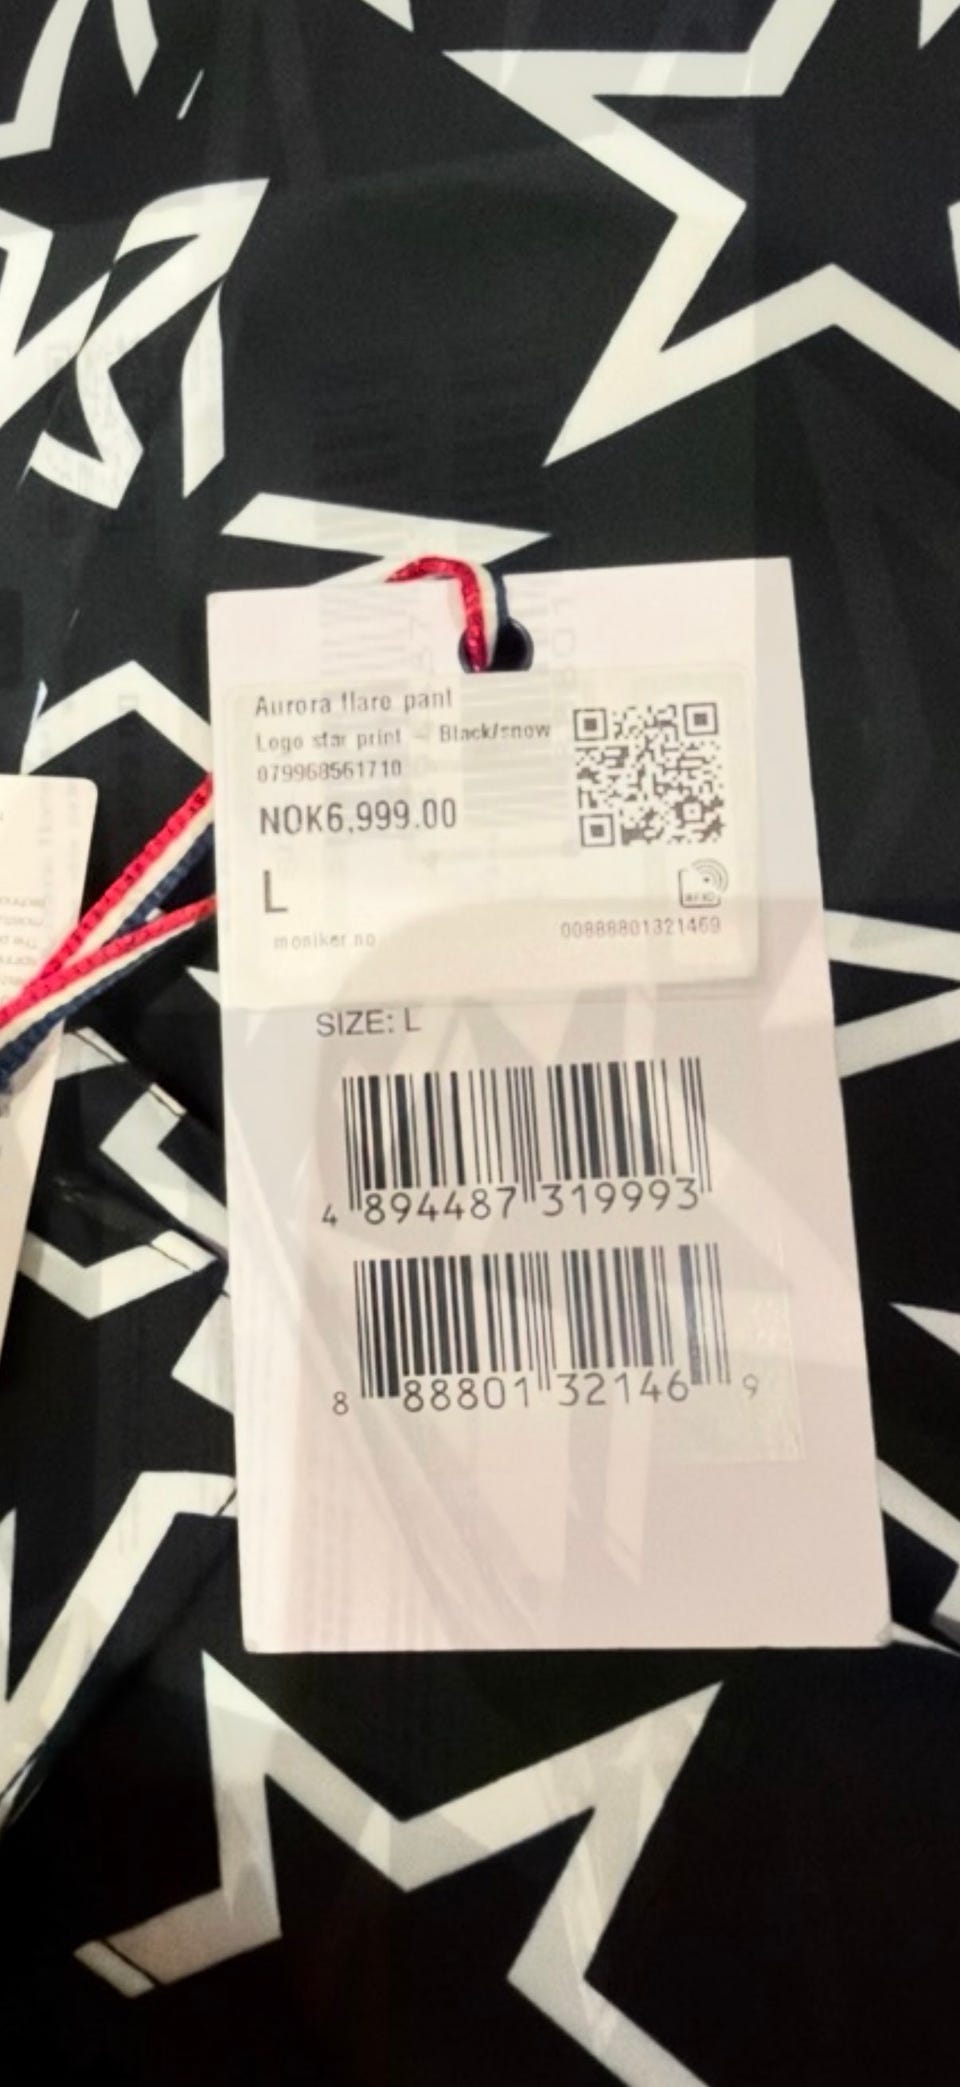 Aurora flare pant
Logo star print – Black/snow
079968561710
NOK6,999.00
L
RFID
moniker.no
00888801321469
SIZE: L
4 894487 319993
8 88801 32146 9